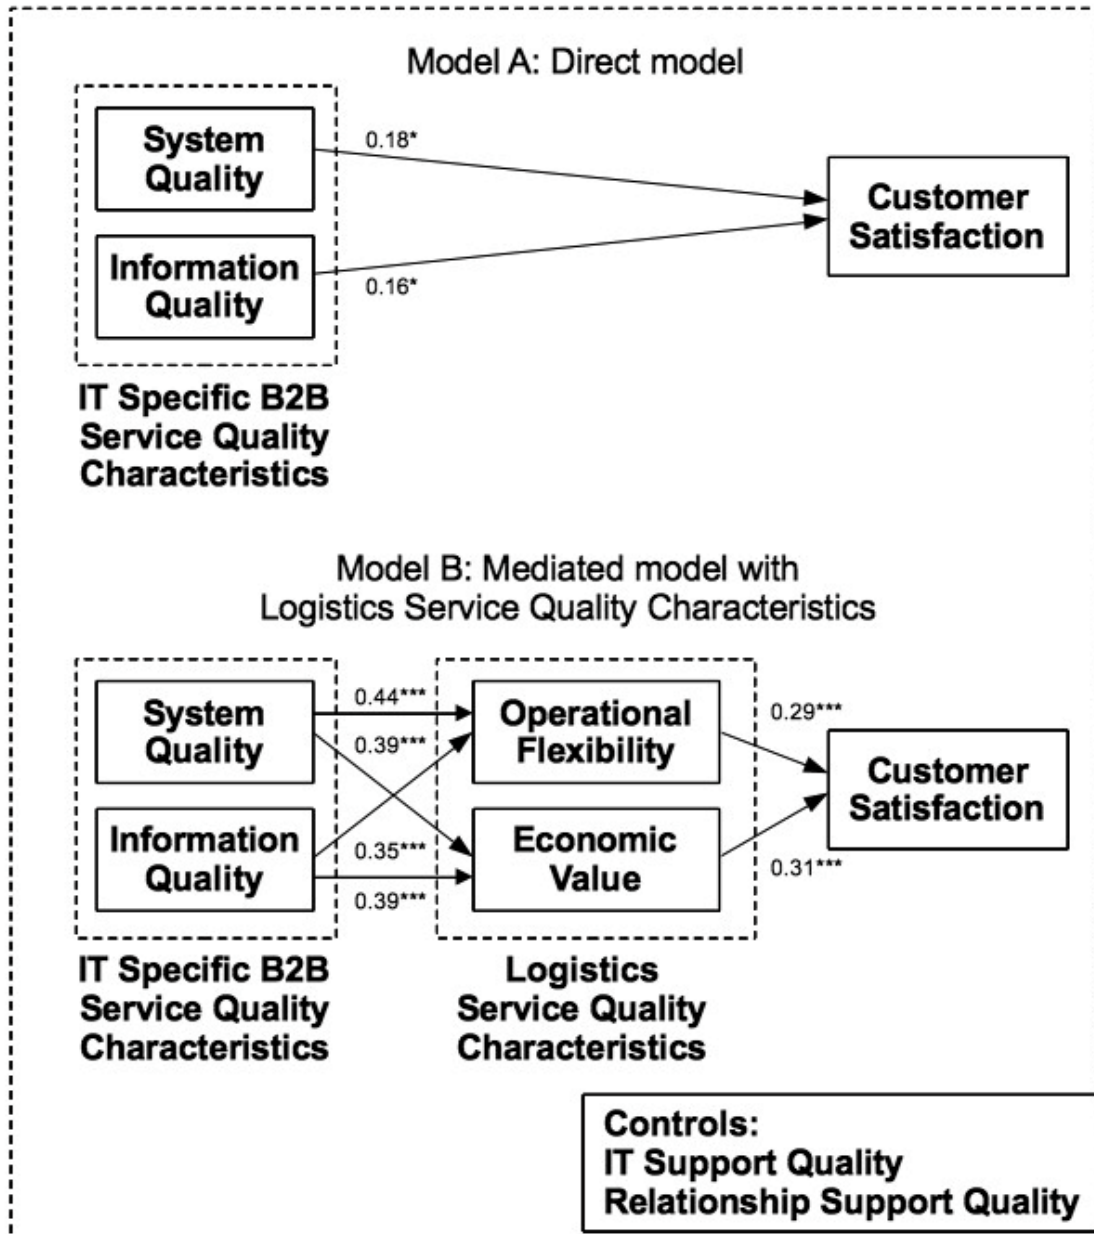 Model A: Direct model
System
Quality
0.18*
Customer
Satisfaction
Information
Quality
0.16*
IT Specific B2B
Service Quality
Characteristics
Model B: Mediated model with
Logistics Service Quality Characteristics
System
Quality
0.44***
0.39***
Operational
Flexibility
0.29***
Customer
Satisfaction
Information
Quality
0.35***
0.39***
Economic
Value
0.31***
IT Specific B2B
Service Quality
Characteristics
Logistics
Service Quality
Characteristics
Controls:
IT Support Quality
Relationship Support Quality